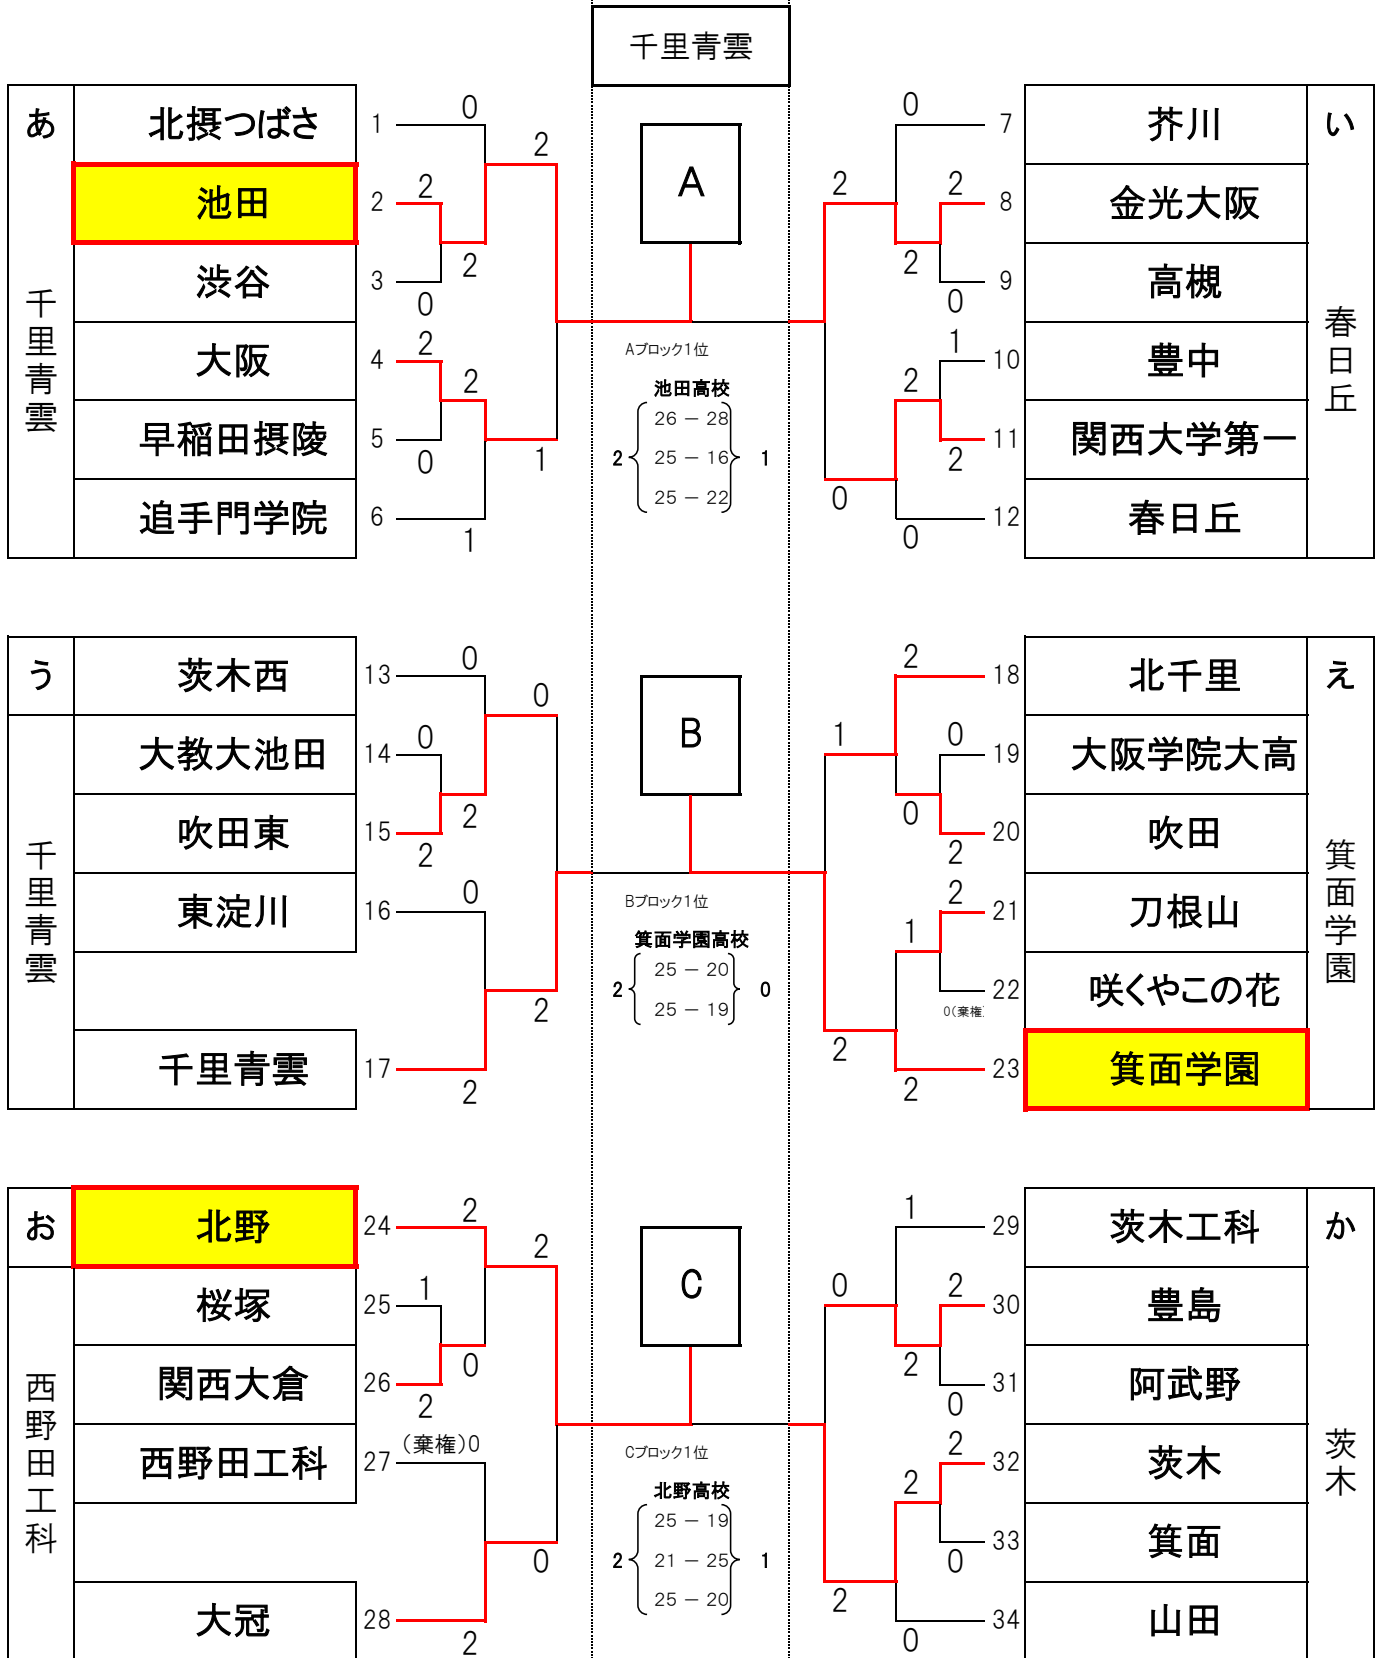 千里青雲
あ
千里青雲
北摂つばさ 1 0
池田 2 2
渋谷 3 0
大阪 4 2
早稲田摂陵 5 0
追手門学院 6 1
2
2
2
1
A
Aブロック1位
池田高校
26 － 28
2 25 － 16 1
25 － 22
い
春日丘
0 7 芥川
2 8 金光大阪
0 9 高槻
1 10 豊中
2 11 関西大学第一
0 12 春日丘
2
2
2
0
う
千里青雲
茨木西 13 0
大教大池田 14 0
吹田東 15 2
東淀川 16 0
千里青雲 17 2
0
2
2
B
Bブロック1位
箕面学園高校
25 － 20
2 0
25 － 19
え
箕面学園
2 18 北千里
0 19 大阪学院大高
2 20 吹田
2 21 刀根山
0(棄権) 22 咲くやこの花
2 23 箕面学園
1
0
1
2
お
西野田工科
北野 24 2
桜塚 25 1
関西大倉 26 2
西野田工科 27 (棄権)0
大冠 28 2
2
0
0
C
Cブロック1位
北野高校
25 － 19
2 21 － 25 1
25 － 20
か
茨木
1 29 茨木工科
2 30 豊島
0 31 阿武野
2 32 茨木
0 33 箕面
0 34 山田
0
2
2
2